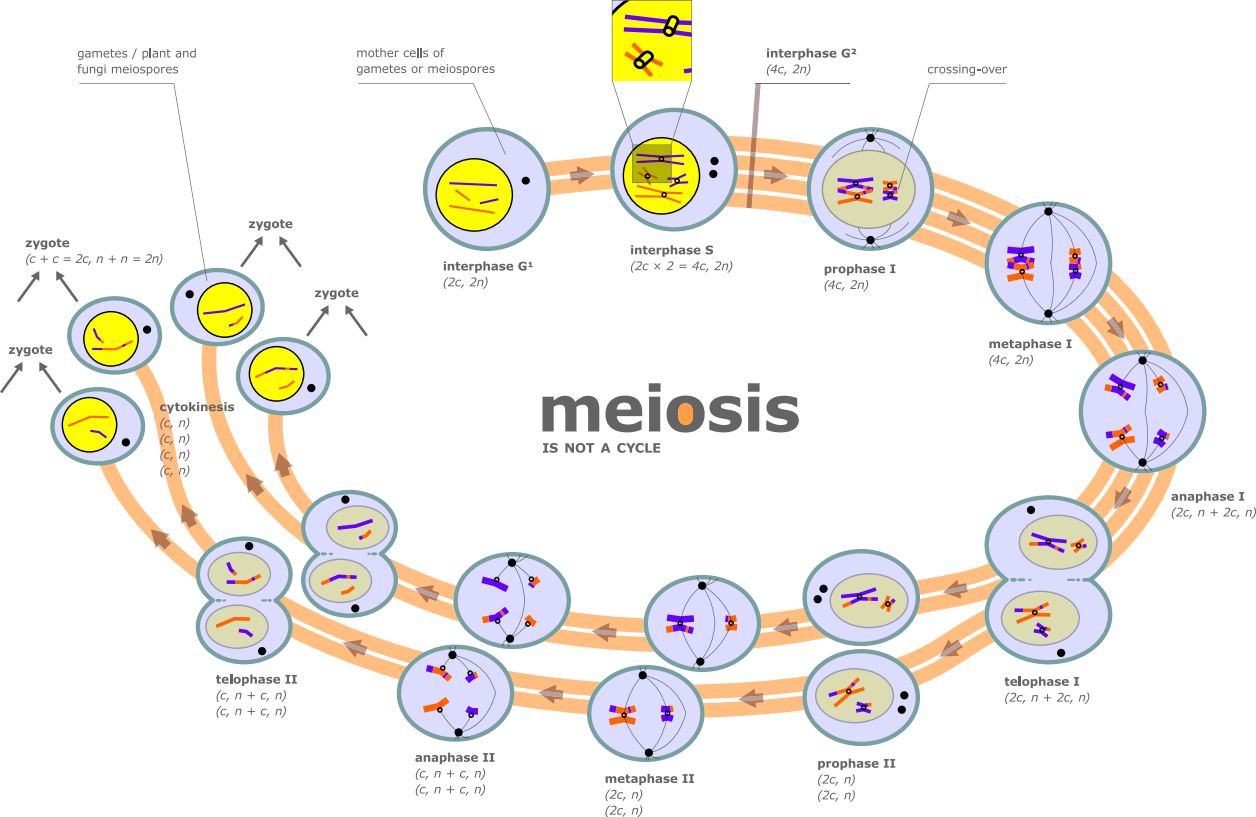 gametes / plant and
fungi meiospores
mother cells of
gametes or meiospores
interphase G²
(4c, 2n)
crossing-over
interphase G¹
(2c, 2n)
interphase S
(2c × 2 = 4c, 2n)
prophase I
(4c, 2n)
metaphase I
(4c, 2n)
anaphase I
(2c, n + 2c, n)
telophase I
(2c, n + 2c, n)
prophase II
(2c, n)
(2c, n)
metaphase II
(2c, n)
(2c, n)
anaphase II
(c, n + c, n)
(c, n + c, n)
telophase II
(c, n + c, n)
(c, n + c, n)
cytokinesis
(c, n)
(c, n)
(c, n)
(c, n)
zygote
zygote
(c + c = 2c, n + n = 2n)
zygote
zygote
meiosis
IS NOT A CYCLE